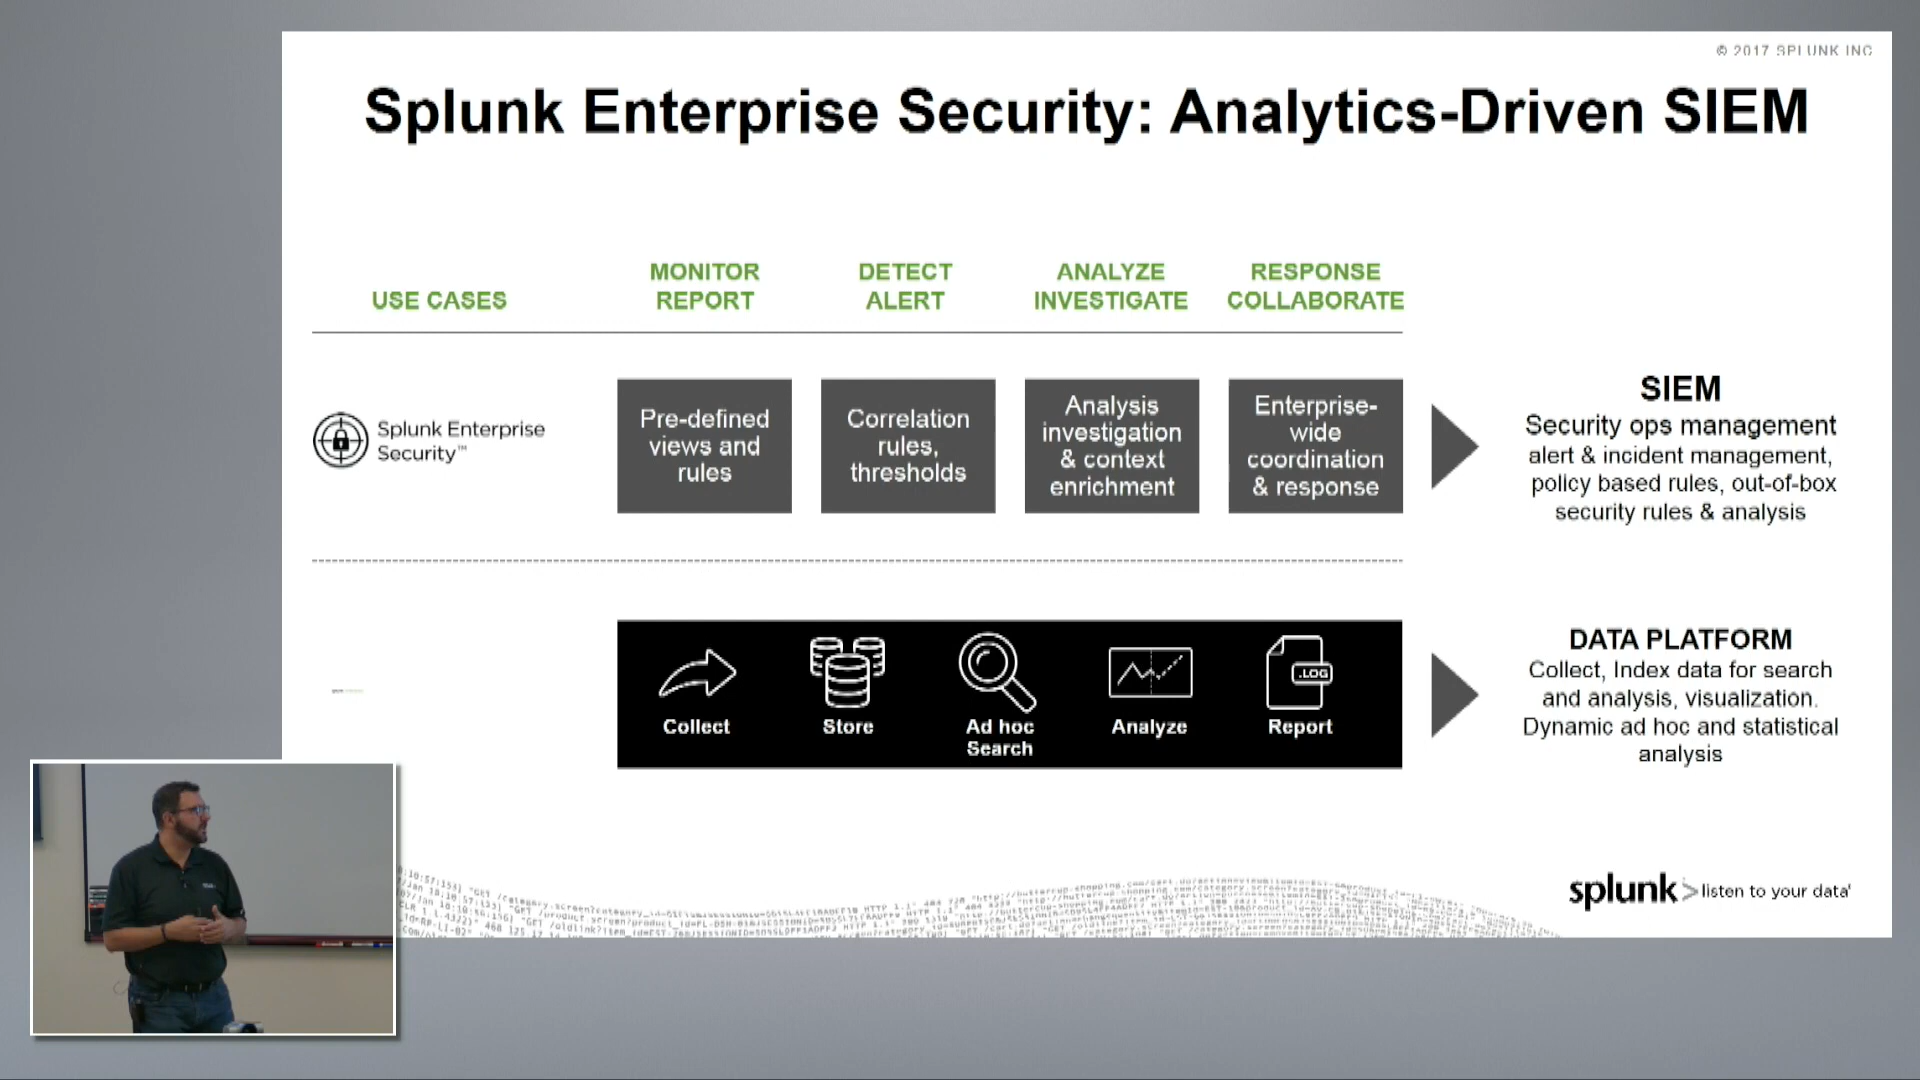 © 2017 SPLUNK INC
Splunk Enterprise Security: Analytics-Driven SIEM
USE CASES
MONITOR
REPORT
DETECT
ALERT
ANALYZE
INVESTIGATE
RESPONSE
COLLABORATE
Splunk Enterprise
Security™
Pre-defined
views and
rules
Correlation
rules,
thresholds
Analysis
investigation
& context
enrichment
Enterprise-
wide
coordination
& response
SIEM
Security ops management
alert & incident management,
policy based rules, out-of-box
security rules & analysis
Collect
Store
Ad hoc
Search
Analyze
.LOG
Report
DATA PLATFORM
Collect, Index data for search
and analysis, visualization.
Dynamic ad hoc and statistical
analysis
splunk> listen to your data